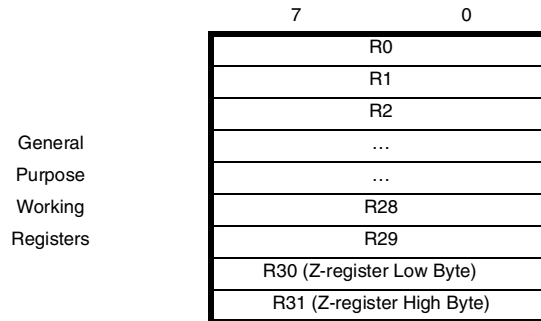 7 0
R0
R1
R2
General …
Purpose …
Working R28
Registers R29
R30 (Z-register Low Byte)
R31 (Z-register High Byte)